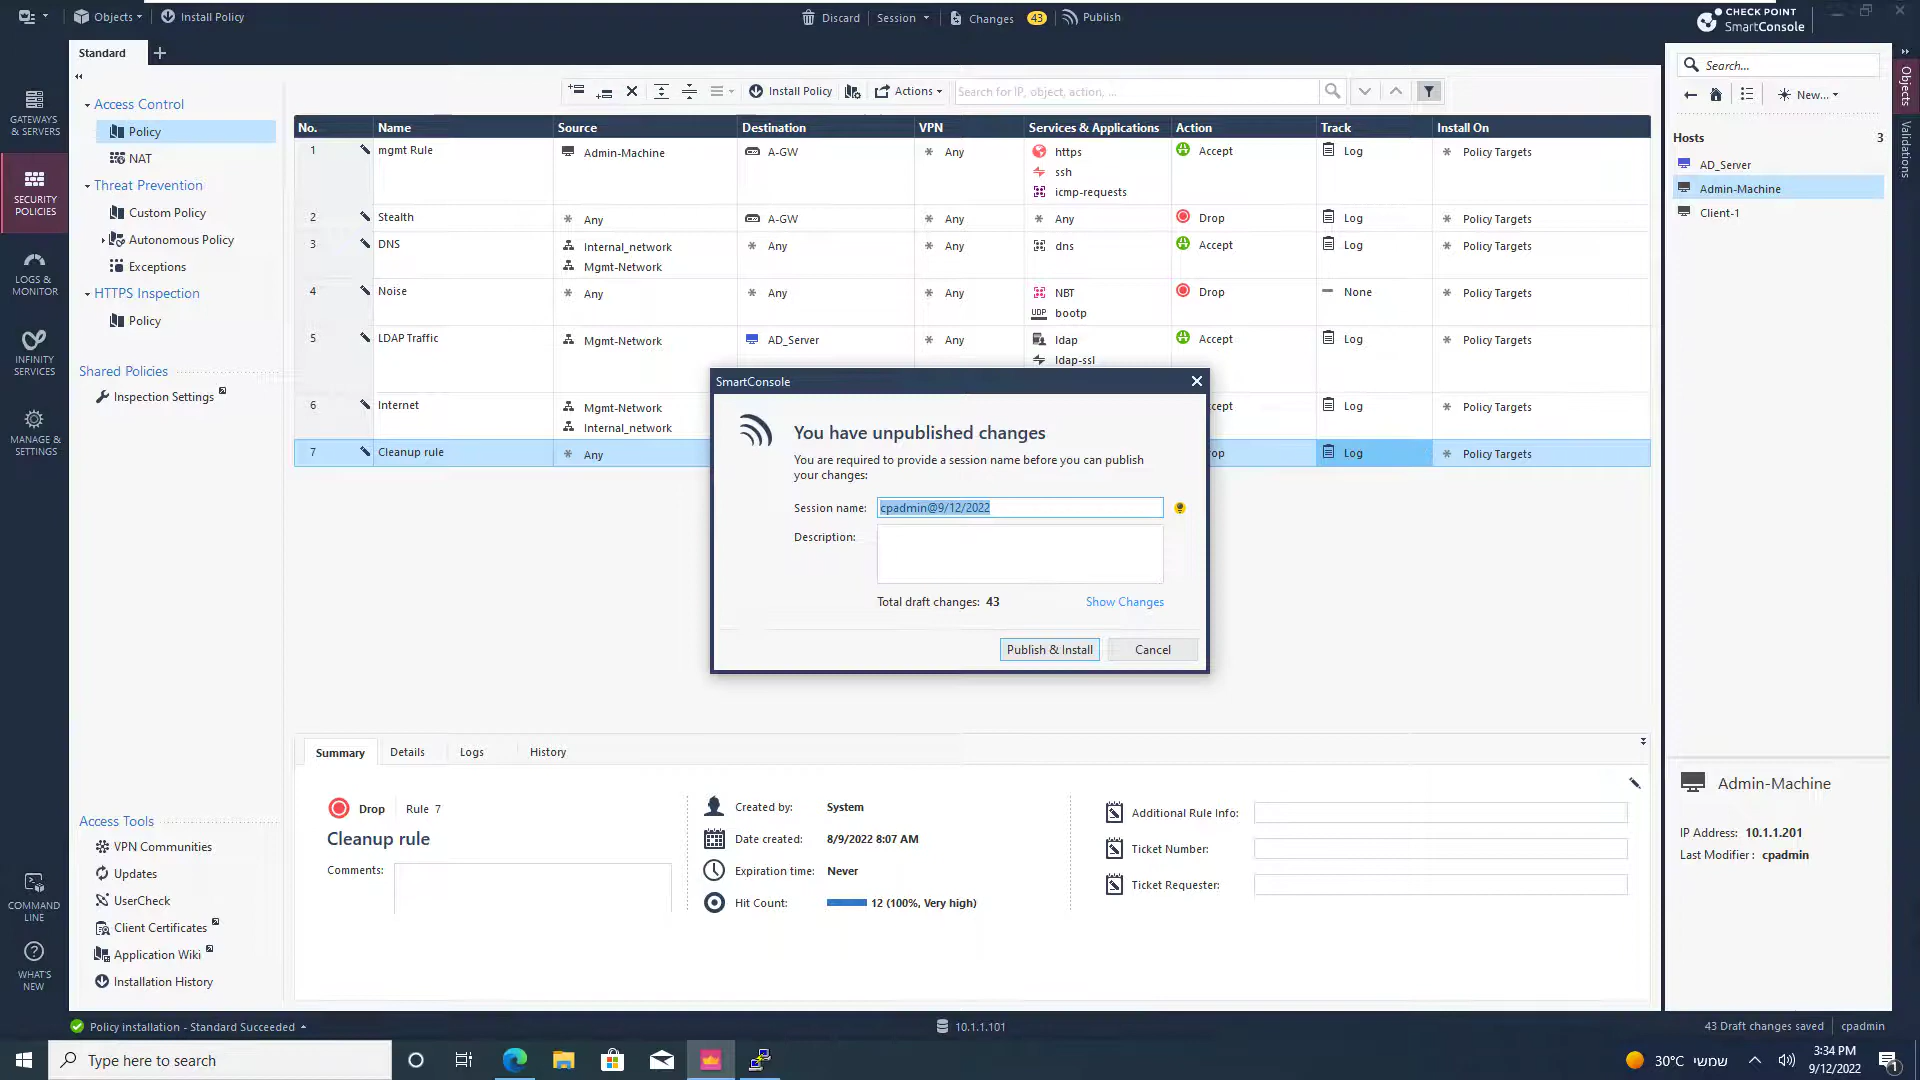 Objects
Install Policy
Discard
Session
Changes
43
Publish
CHECK POINT
SmartConsole
Standard
GATEWAYS
& SERVERS
SECURITY
POLICIES
LOGS &
MONITOR
INFINITY
SERVICES
MANAGE &
SETTINGS
COMMAND
LINE
WHAT'S
NEW
Access Control
Policy
NAT
Threat Prevention
Custom Policy
Autonomous Policy
Exceptions
HTTPS Inspection
Policy
Shared Policies
Inspection Settings
Access Tools
VPN Communities
Updates
UserCheck
Client Certificates
Application Wiki
Installation History
Install Policy
Actions
Search for IP, object, action, ...
No. Name Source Destination VPN Services & Applications Action Track Install On
1 mgmt Rule Admin-Machine A-GW Any https Accept Log Policy Targets
ssh
icmp-requests
2 Stealth Any A-GW Any Any Drop Log Policy Targets
3 DNS Internal_network Any Any dns Accept Log Policy Targets
Mgmt-Network
4 Noise Any Any Any NBT Drop None Policy Targets
UDP bootp
5 LDAP Traffic Mgmt-Network AD_Server Any ldap Accept Log Policy Targets
ldap-ssl
6 Internet Mgmt-Network ccept Log Policy Targets
Internal_network
7 Cleanup rule Any rop Log Policy Targets
SmartConsole
You have unpublished changes
You are required to provide a session name before you can publish
your changes:
Session name: cpadmin@9/12/2022
Description:
Total draft changes: 43 Show Changes
Publish & Install Cancel
Summary Details Logs History
Drop Rule 7
Cleanup rule
Comments:
Created by: System
Date created: 8/9/2022 8:07 AM
Expiration time: Never
Hit Count: 12 (100%, Very high)
Additional Rule Info:
Ticket Number:
Ticket Requester:
Search...
New...
Hosts 3
AD_Server
Admin-Machine
Client-1
Objects
Validations
Admin-Machine
IP Address: 10.1.1.201
Last Modifier: cpadmin
Policy installation - Standard Succeeded
10.1.1.101
43 Draft changes saved cpadmin
Type here to search
30°C שמשי
3:34 PM
9/12/2022
1